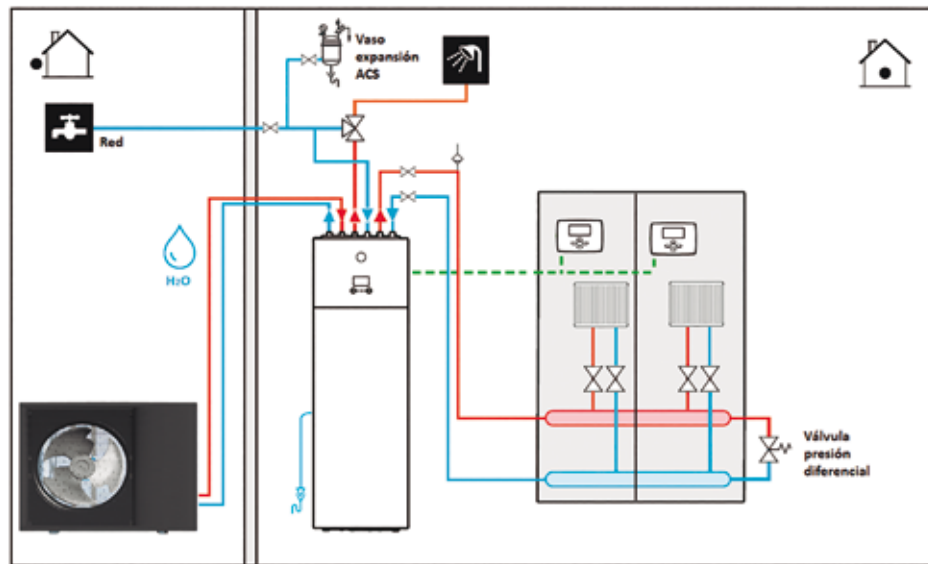 Vaso
expansión
ACS
Red
H₂O
Válvula
presión
diferencial